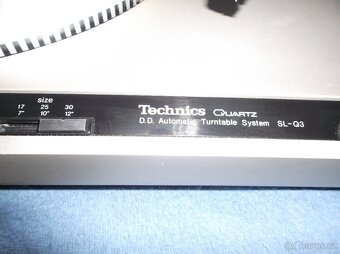 size
17 25 30
7" 10" 12"
Technics QUARTZ
D.D. Automatic Turntable System SL-Q3